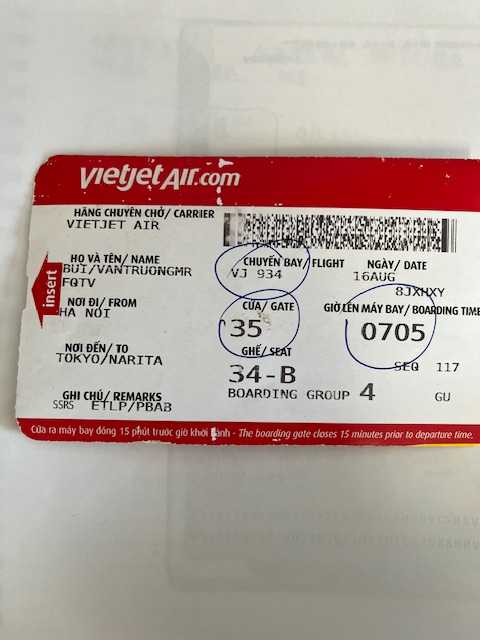 vietjetAir.com
HÃNG CHUYÊN CHỞ/ CARRIER
VIETJET AIR
HỌ VÀ TÊN/ NAME
BUI/VANTRUONGMR
FQTV
CHUYẾN BAY/ FLIGHT
VJ 934
NGÀY/ DATE
16AUG
8JXHXY
insert
NƠI ĐI/ FROM
HA NOI
CỬA/ GATE
35
GIỜ LÊN MÁY BAY/ BOARDING TIME
0705
NƠI ĐẾN/ TO
TOKYO/NARITA
GHẾ/ SEAT
34-B
SEQ 117
GHI CHÚ/ REMARKS
SSRS ETLP/PBAB
BOARDING GROUP 4
GU
Cửa ra máy bay đóng 15 phút trước giờ khởi hành - The boarding gate closes 15 minutes prior to departure time.